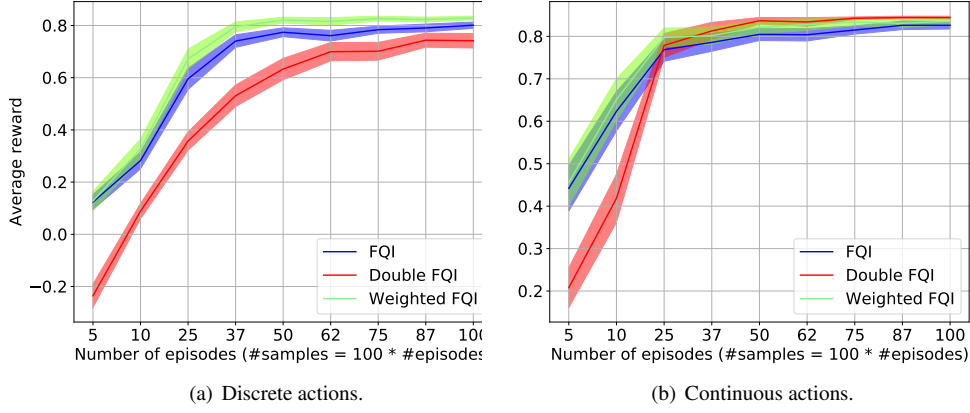 Average reward
0.8
0.6
0.4
0.2
0.0
−0.2
5 10 25 37 50 62 75 87 100
Number of episodes (#samples = 100 * #episodes
FQI
Double FQI
Weighted FQI
(a) Discrete actions.
0.8
0.7
0.6
0.5
0.4
0.3
0.2
5 10 25 37 50 62 75 87 100
Number of episodes (#samples = 100 * #episodes)
FQI
Double FQI
Weighted FQI
(b) Continuous actions.